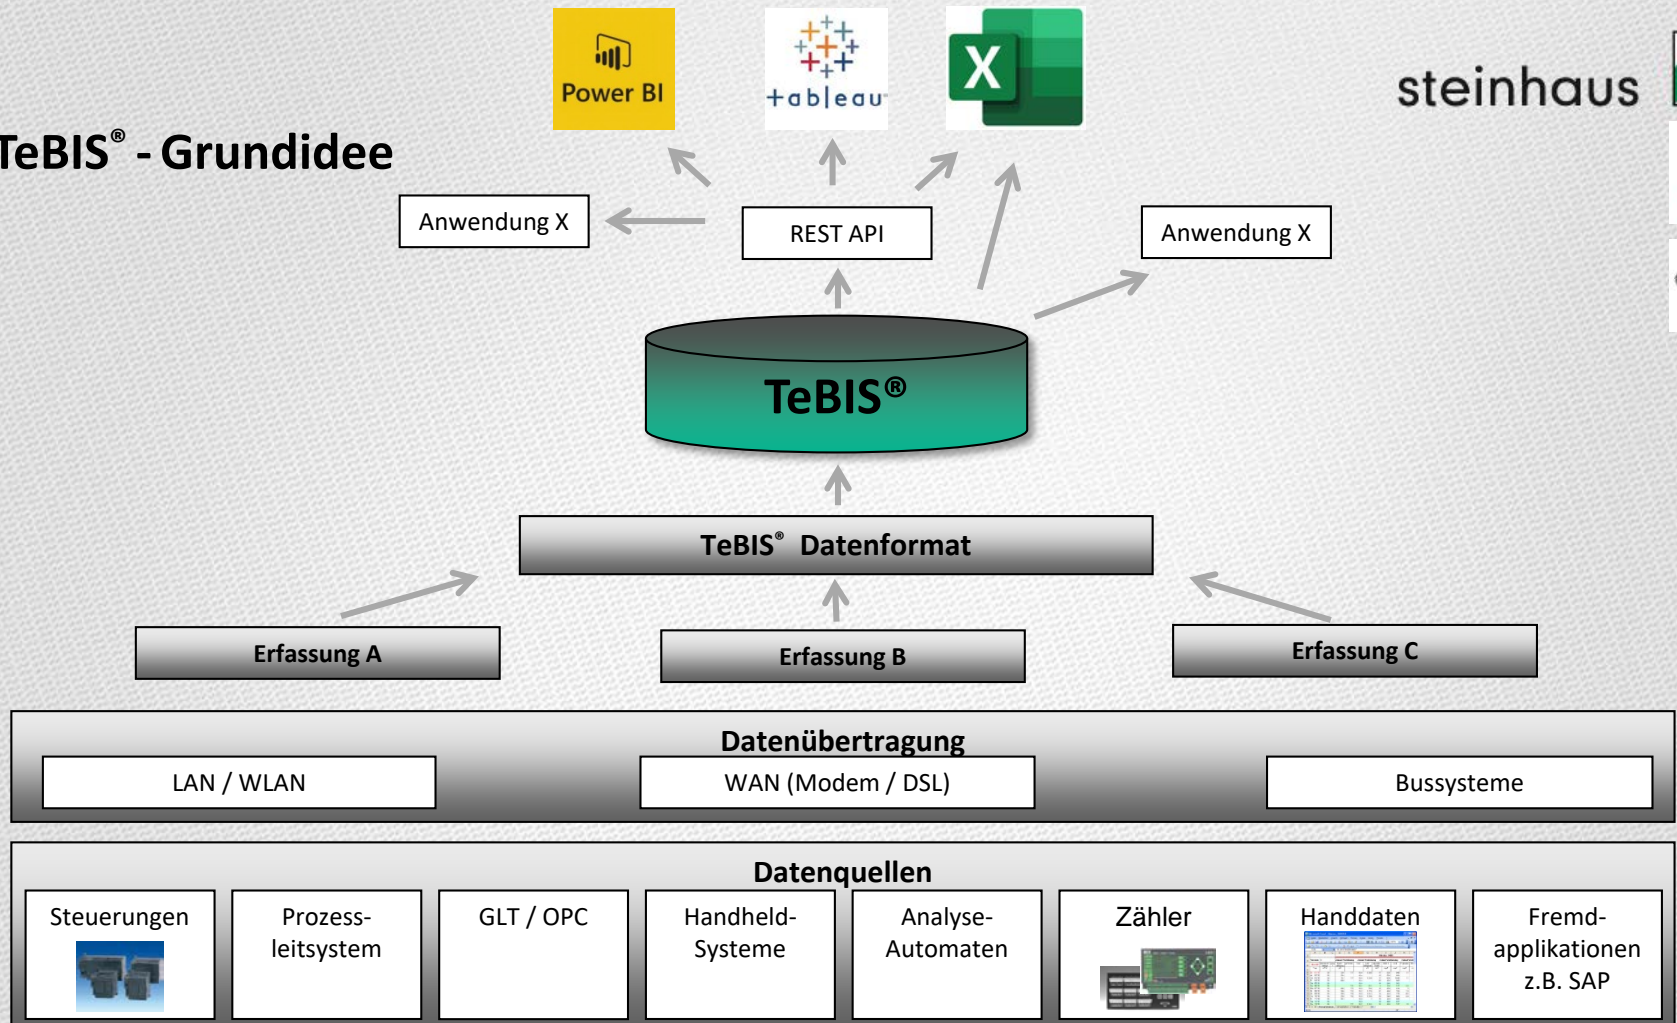 Power BI
+ableau
X
steinhaus
TeBIS® - Grundidee
Anwendung X
REST API
Anwendung X
TeBIS®
TeBIS® Datenformat
Erfassung A
Erfassung B
Erfassung C
Datenübertragung
LAN / WLAN
WAN (Modem / DSL)
Bussysteme
Datenquellen
Steuerungen
Prozess-
leitsystem
GLT / OPC
Handheld-
Systeme
Analyse-
Automaten
Zähler
Handdaten
Fremd-
applikationen
z.B. SAP